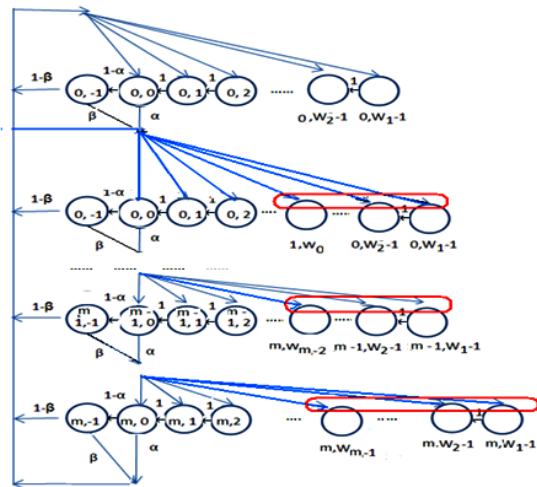 1-β 1-α 1 1 1
0, -1 0, 0 0, 1 0, 2 ......
β α 0,W2-1 0,W1-1
1-β 1-α 1 1 1
0, -1 0, 0 0, 1 0, 2 .... .....
β α 1,w0 0,W2-1 0,W1-1
...... ...... ...... ......
1-β 1-α 1 1 1
m 1,-1 m - 1, 0 m - 1, 1 m - 1, 2 .... .....
β α m,wm,-2 m -1,W2-1 m -1,W1-1
1-β 1-α 1 1 1
m,-1 m, 0 m, 1 m,2 .... ....
β α m,Wm,-1 m.W2-1 m,W1-1